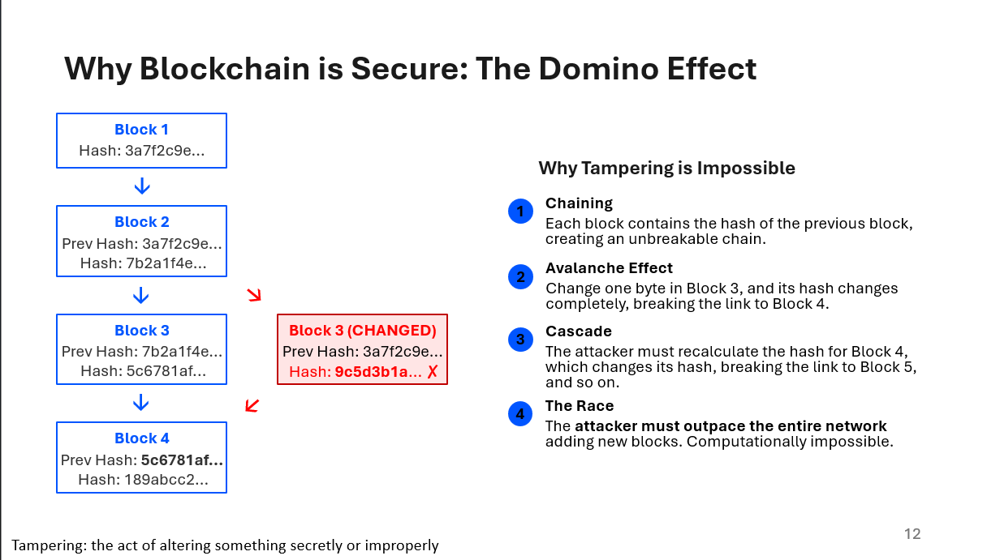 Why Blockchain is Secure: The Domino Effect
Block 1
Hash: 3a7f2c9e...
Block 2
Prev Hash: 3a7f2c9e...
Hash: 7b2a1f4e...
Block 3
Prev Hash: 7b2a1f4e...
Hash: 5c6781af...
Block 3 (CHANGED)
Prev Hash: 3a7f2c9e...
Hash: 9c5d3b1a... ✗
Block 4
Prev Hash: 5c6781af...
Hash: 189abcc2...
Why Tampering is Impossible
1
Chaining
Each block contains the hash of the previous block,
creating an unbreakable chain.
2
Avalanche Effect
Change one byte in Block 3, and its hash changes
completely, breaking the link to Block 4.
3
Cascade
The attacker must recalculate the hash for Block 4,
which changes its hash, breaking the link to Block 5,
and so on.
4
The Race
The attacker must outpace the entire network
adding new blocks. Computationally impossible.
Tampering: the act of altering something secretly or improperly
12